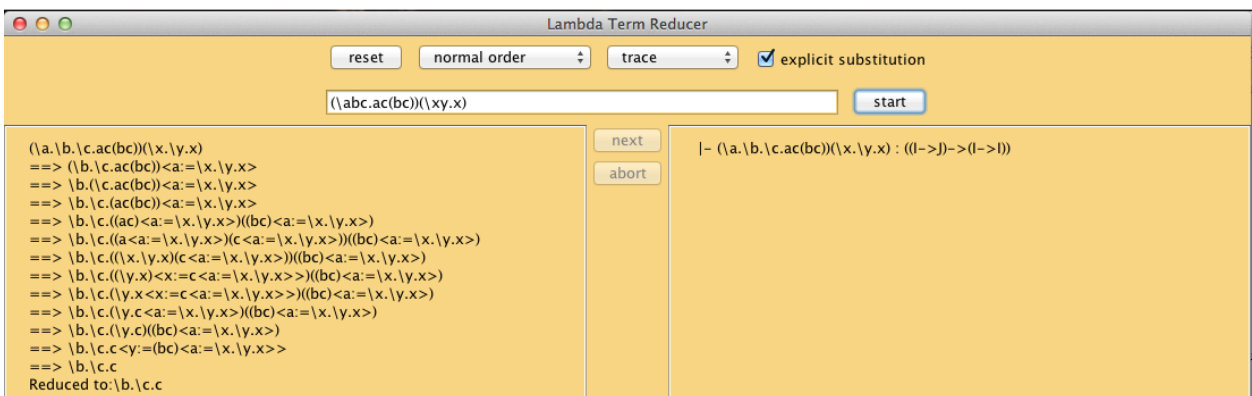 Lambda Term Reducer
reset normal order trace explicit substitution
(\abc.ac(bc))(\xy.x) start
(\a.\b.\c.ac(bc))(\x.\y.x)
==> (\b.\c.ac(bc))<a:=\x.\y.x>
==> \b.(\c.ac(bc))<a:=\x.\y.x>
==> \b.\c.(ac(bc))<a:=\x.\y.x>
==> \b.\c.((ac)<a:=\x.\y.x>)((bc)<a:=\x.\y.x>)
==> \b.\c.((a<a:=\x.\y.x>)(c<a:=\x.\y.x>))((bc)<a:=\x.\y.x>)
==> \b.\c.((\x.\y.x)(c<a:=\x.\y.x>))((bc)<a:=\x.\y.x>)
==> \b.\c.((\y.x)<x:=c<a:=\x.\y.x>>)((bc)<a:=\x.\y.x>)
==> \b.\c.(\y.x<x:=c<a:=\x.\y.x>>)((bc)<a:=\x.\y.x>)
==> \b.\c.(\y.c<a:=\x.\y.x>)((bc)<a:=\x.\y.x>)
==> \b.\c.(\y.c)((bc)<a:=\x.\y.x>)
==> \b.\c.c<y:=(bc)<a:=\x.\y.x>>
==> \b.\c.c
Reduced to:\b.\c.c
next
abort
|- (\a.\b.\c.ac(bc))(\x.\y.x) : ((I->J)->(I->I))